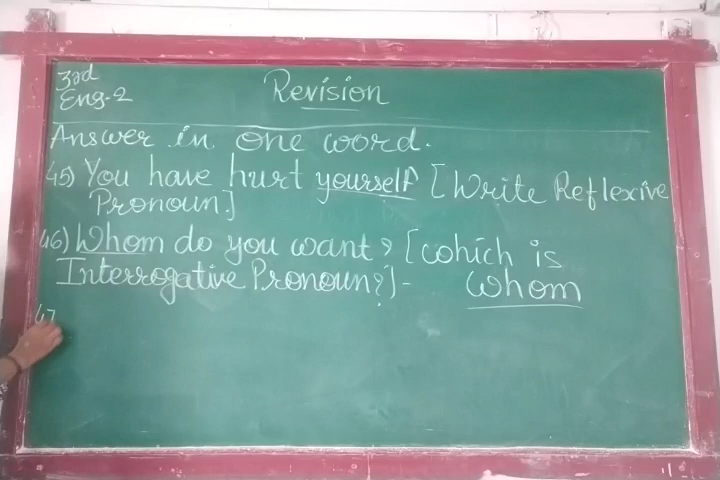 3rd
Eng-2
Revision
Answer in one word.
45) You have hurt yourself [Write Reflexive
Pronoun]
46) Whom do you want? [which is
Interrogative Pronoun?] - whom
47